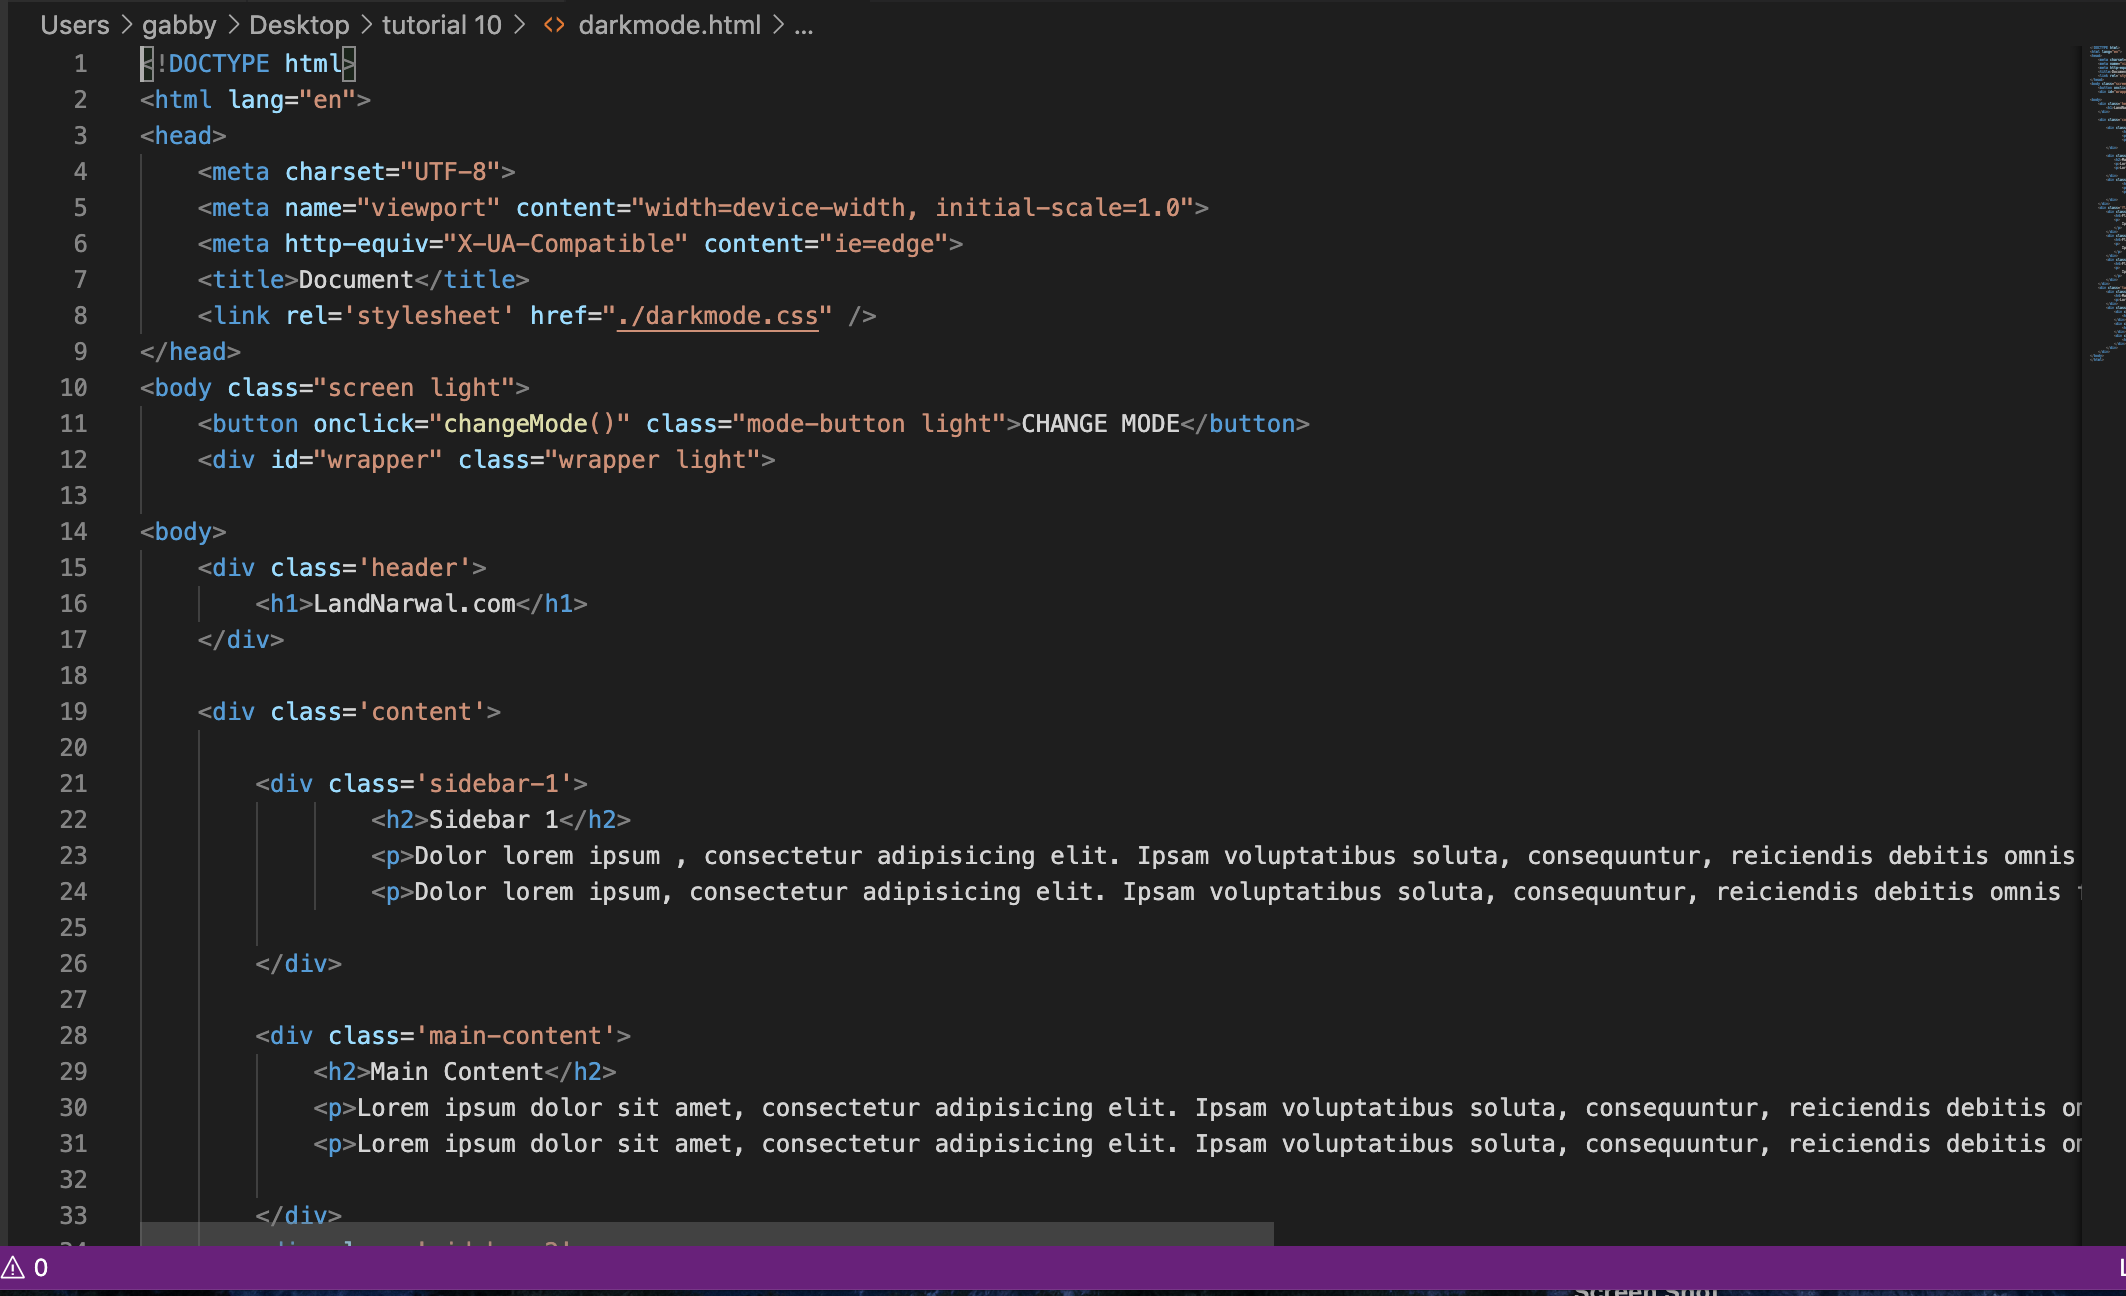 Users > gabby > Desktop > tutorial 10 > <> darkmode.html > ...
1 <!DOCTYPE html>
2 <html lang="en">
3 <head>
4 <meta charset="UTF-8">
5 <meta name="viewport" content="width=device-width, initial-scale=1.0">
6 <meta http-equiv="X-UA-Compatible" content="ie=edge">
7 <title>Document</title>
8 <link rel='stylesheet' href="./darkmode.css" />
9 </head>
10 <body class="screen light">
11 <button onclick="changeMode()" class="mode-button light">CHANGE MODE</button>
12 <div id="wrapper" class="wrapper light">
13
14 <body>
15 <div class='header'>
16 <h1>LandNarwal.com</h1>
17 </div>
18
19 <div class='content'>
20
21 <div class='sidebar-1'>
22 <h2>Sidebar 1</h2>
23 <p>Dolor lorem ipsum , consectetur adipisicing elit. Ipsam voluptatibus soluta, consequuntur, reiciendis debitis omnis
24 <p>Dolor lorem ipsum, consectetur adipisicing elit. Ipsam voluptatibus soluta, consequuntur, reiciendis debitis omnis
25
26 </div>
27
28 <div class='main-content'>
29 <h2>Main Content</h2>
30 <p>Lorem ipsum dolor sit amet, consectetur adipisicing elit. Ipsam voluptatibus soluta, consequuntur, reiciendis debitis
31 <p>Lorem ipsum dolor sit amet, consectetur adipisicing elit. Ipsam voluptatibus soluta, consequuntur, reiciendis debitis
32
33 </div>
0